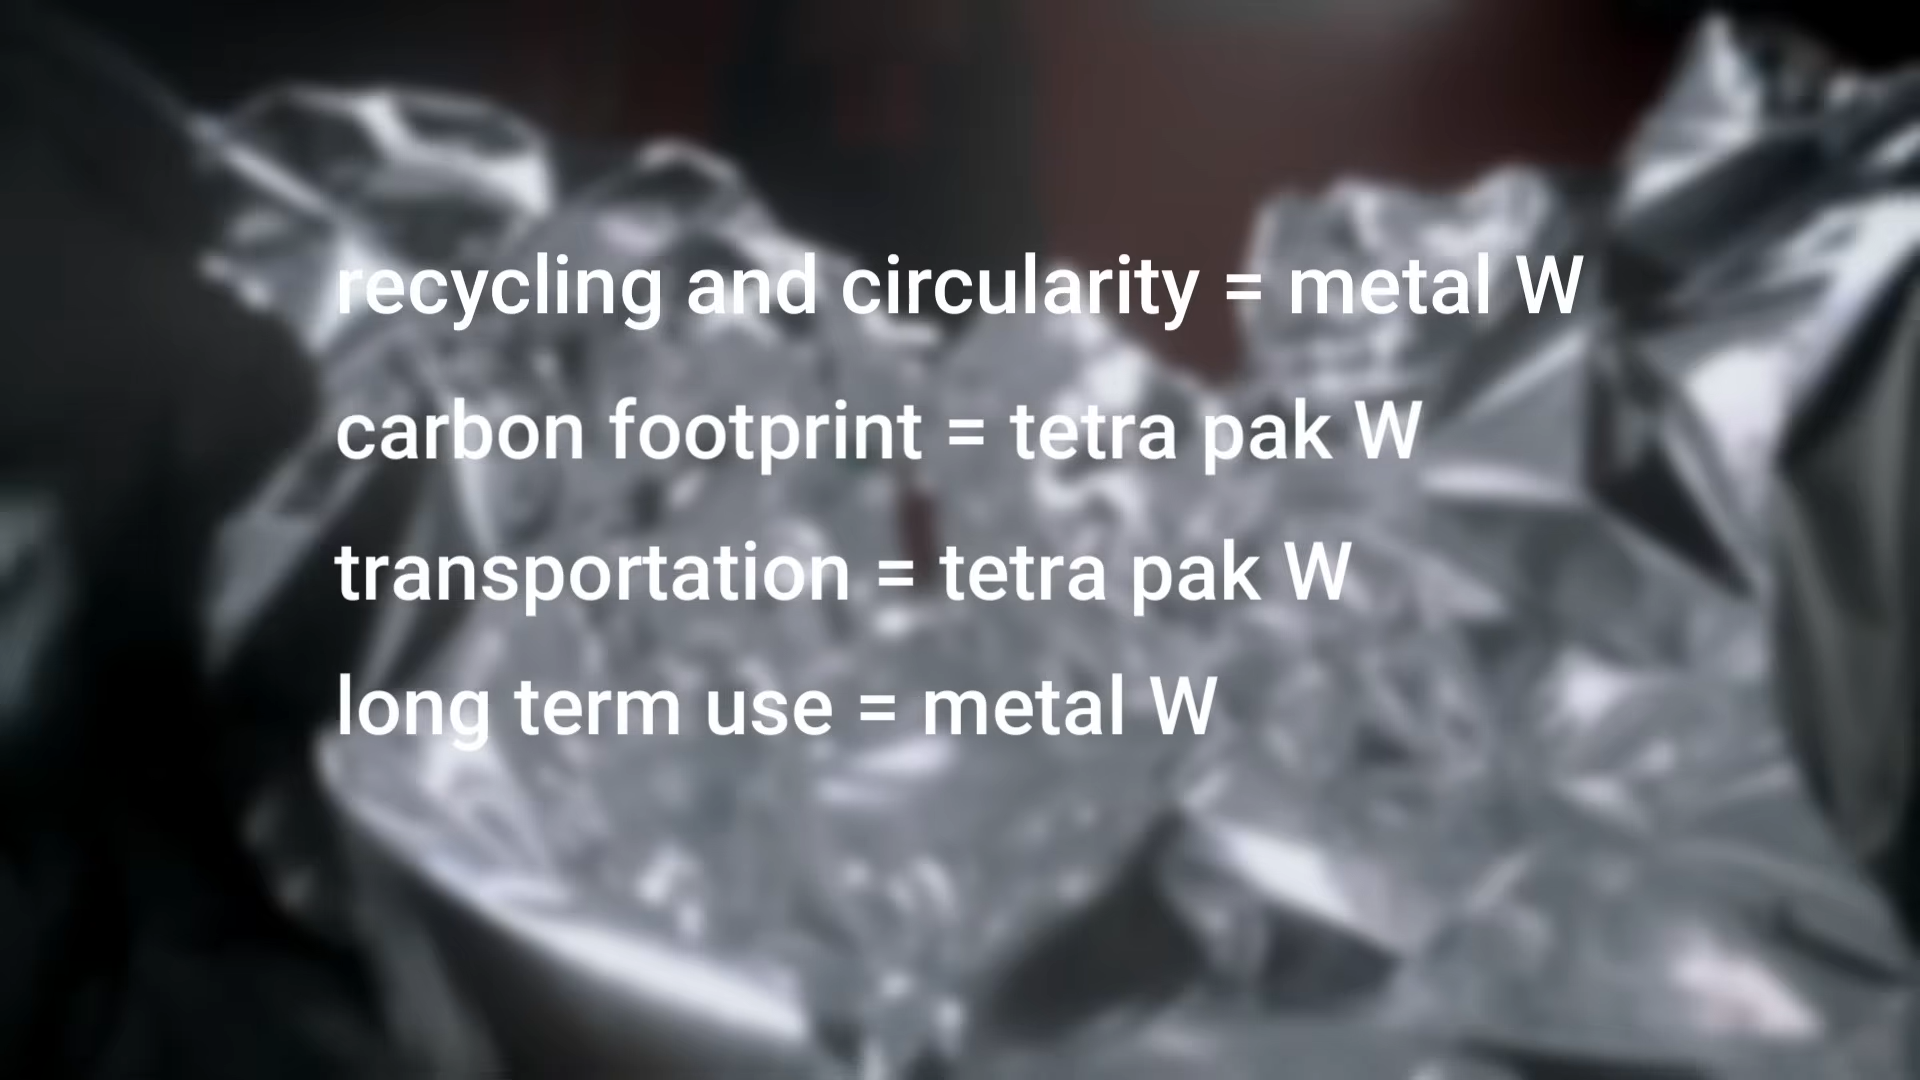 recycling and circularity = metal W
carbon footprint = tetra pak W
transportation = tetra pak W
long term use = metal W